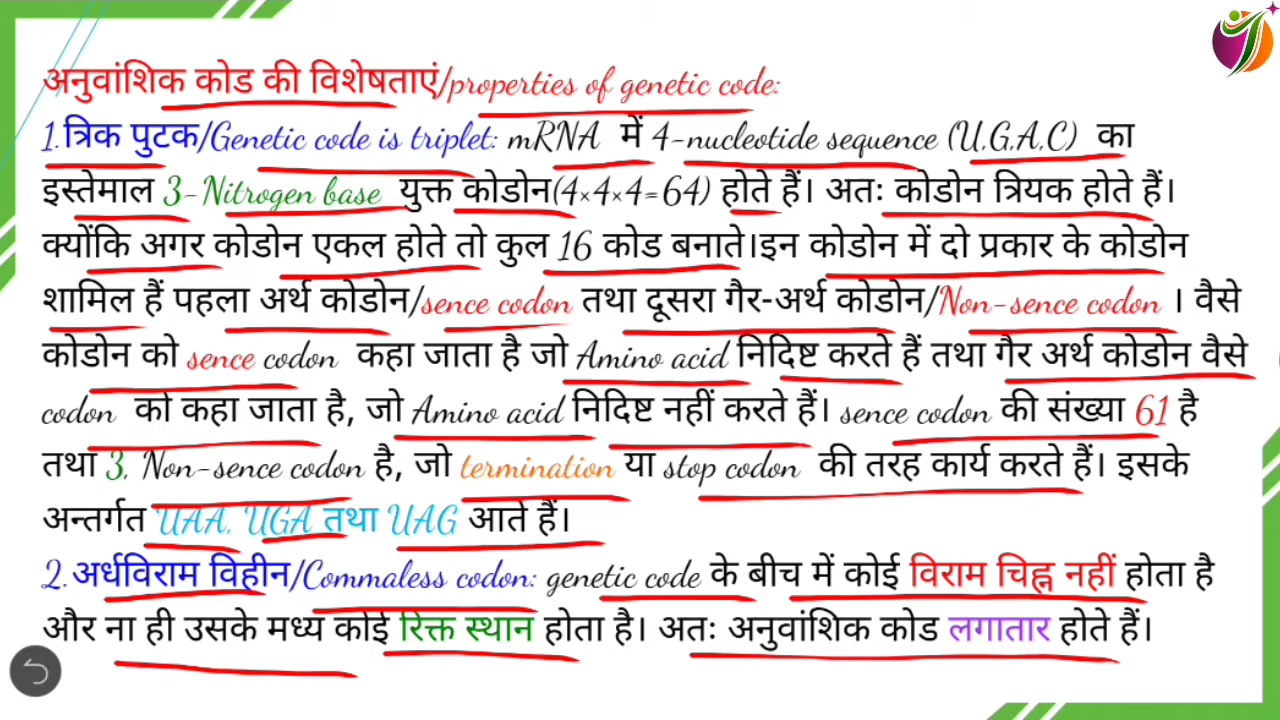 अनुवांशिक कोड की विशेषताएं/properties of genetic code:
1.त्रिक पुटक/Genetic code is triplet: mRNA में 4-nucleotide sequence (U,G,A,C) का
इस्तेमाल 3-Nitrogen base युक्त कोडोन(4×4×4=64) होते हैं। अतः कोडोन त्रियक होते हैं।
क्योंकि अगर कोडोन एकल होते तो कुल 16 कोड बनाते।इन कोडोन में दो प्रकार के कोडोन
शामिल हैं पहला अर्थ कोडोन/sence codon तथा दूसरा गैर-अर्थ कोडोन/Non-sence codon । वैसे
कोडोन को sence codon कहा जाता है जो Amino acid निदिष्ट करते हैं तथा गैर अर्थ कोडोन वैसे
codon को कहा जाता है, जो Amino acid निदिष्ट नहीं करते हैं। sence codon की संख्या 61 है
तथा 3, Non-sence codon है, जो termination या stop codon की तरह कार्य करते हैं। इसके
अन्तर्गत UAA, UGA तथा UAG आते हैं।
2.अर्धविराम विहीन/Commaless codon: genetic code के बीच में कोई विराम चिह्न नहीं होता है
और ना ही उसके मध्य कोई रिक्त स्थान होता है। अतः अनुवांशिक कोड लगातार होते हैं।